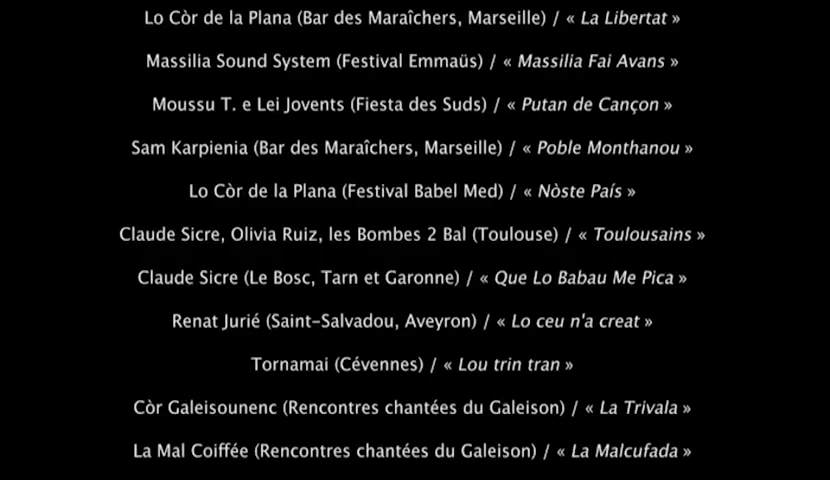 Lo Còr de la Plana (Bar des Maraîchers, Marseille) / « La Libertat »
Massilia Sound System (Festival Emmaüs) / « Massilia Fai Avans »
Moussu T. e Lei Jovents (Fiesta des Suds) / « Putan de Cançon »
Sam Karpienia (Bar des Maraîchers, Marseille) / « Poble Monthanou »
Lo Còr de la Plana (Festival Babel Med) / « Nòste País »
Claude Sicre, Olivia Ruiz, les Bombes 2 Bal (Toulouse) / « Toulousains »
Claude Sicre (Le Bosc, Tarn et Garonne) / « Que Lo Babau Me Pica »
Renat Jurié (Saint-Salvadou, Aveyron) / « Lo ceu n'a creat »
Tornamai (Cévennes) / « Lou trin tran »
Còr Galeisounenc (Rencontres chantées du Galeison) / « La Trivala »
La Mal Coiffée (Rencontres chantées du Galeison) / « La Malcufada »